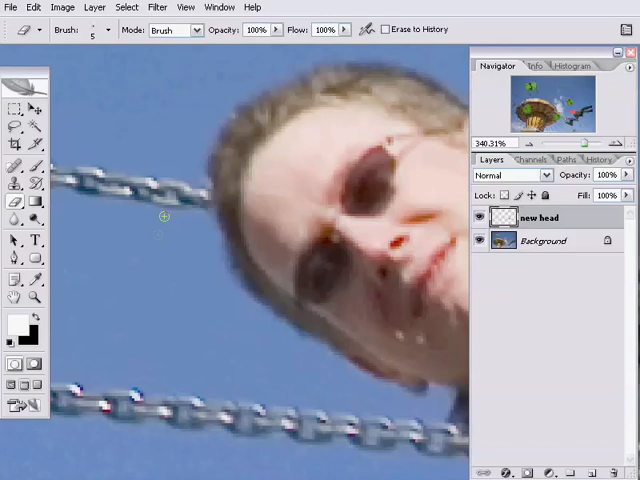 File Edit Image Layer Select Filter View Window Help
Brush: 5 Mode: Brush Opacity: 100% Flow: 100% Erase to History
Navigator Info Histogram
340.31%
Layers Channels Paths History
Normal Opacity: 100%
Lock: Fill: 100%
new head
Background
T